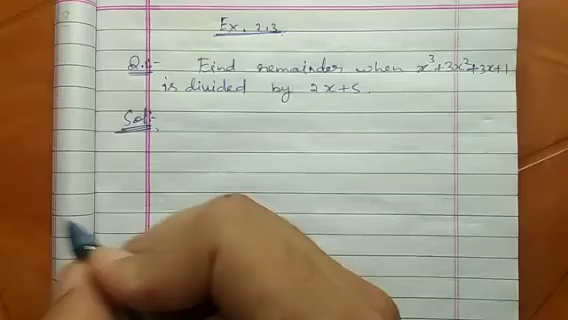 Ex. 2.3
Q.1:- Find remainder when x³+3x²+3x+1
is divided by 2x+5.
Sol:-